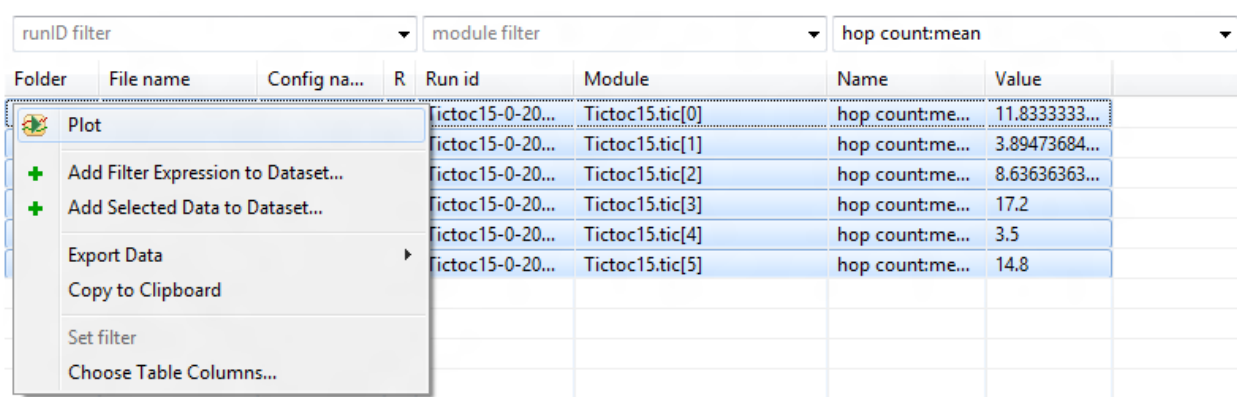 runID filter module filter hop count:mean
Folder File name Config na... R Run id Module Name Value
Plot Tictoc15-0-20... Tictoc15.tic[0] hop count:me... 11.8333333...
Tictoc15-0-20... Tictoc15.tic[1] hop count:me... 3.89473684...
Add Filter Expression to Dataset... Tictoc15-0-20... Tictoc15.tic[2] hop count:me... 8.63636363...
Add Selected Data to Dataset... Tictoc15-0-20... Tictoc15.tic[3] hop count:me... 17.2
Tictoc15-0-20... Tictoc15.tic[4] hop count:me... 3.5
Export Data Tictoc15-0-20... Tictoc15.tic[5] hop count:me... 14.8
Copy to Clipboard
Set filter
Choose Table Columns...